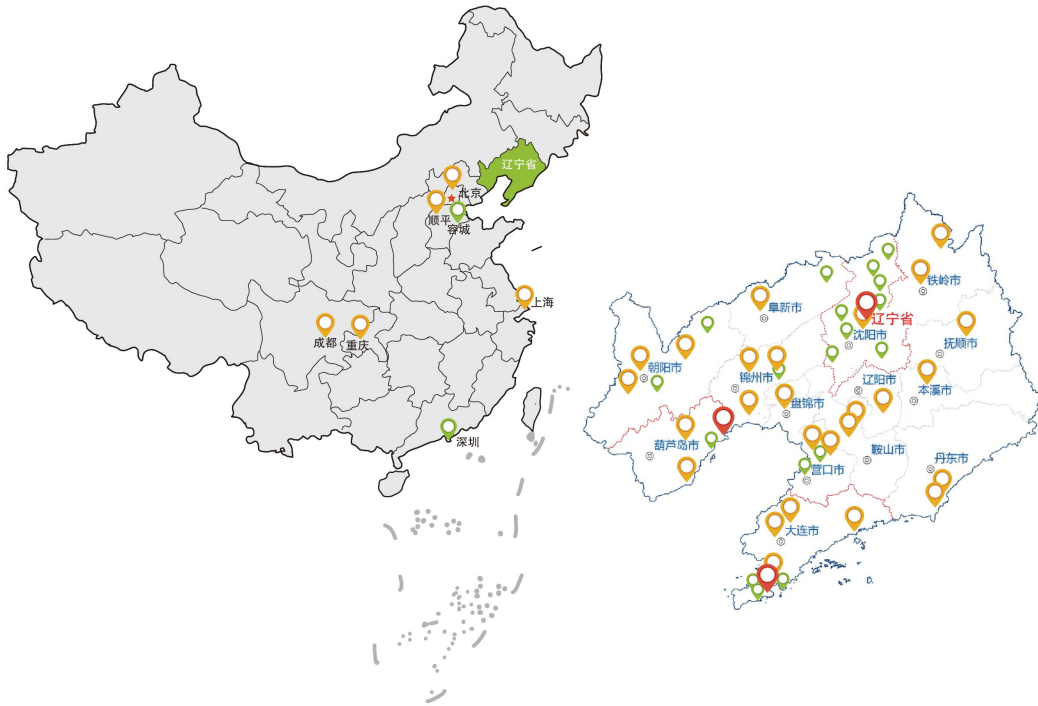 辽宁省
北京
顺平
容城
上海
成都
重庆
深圳
铁岭市
阜新市
辽宁省
沈阳市
抚顺市
朝阳市
锦州市
辽阳市
本溪市
盘锦市
葫芦岛市
鞍山市
丹东市
营口市
大连市